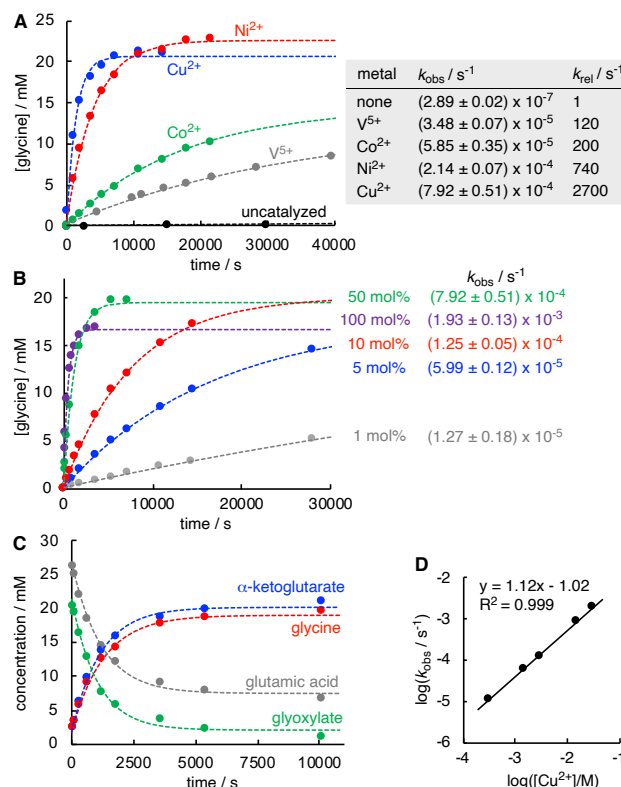 A
25
20
15
10
5
0
[glycine] / mM
Ni2+
Cu2+
Co2+
V5+
uncatalyzed
0 10000 20000 30000 40000
time / s
metal kobs / s-1 krel / s-1
none (2.89 ± 0.02) x 10-7 1
V5+ (3.48 ± 0.07) x 10-5 120
Co2+ (5.85 ± 0.35) x 10-5 200
Ni2+ (2.14 ± 0.07) x 10-4 740
Cu2+ (7.92 ± 0.51) x 10-4 2700
B
20
15
10
5
0
[glycine] / mM
0 10000 20000 30000
time / s
kobs / s-1
50 mol% (7.92 ± 0.51) x 10-4
100 mol% (1.93 ± 0.13) x 10-3
10 mol% (1.25 ± 0.05) x 10-4
5 mol% (5.99 ± 0.12) x 10-5
1 mol% (1.27 ± 0.18) x 10-5
C
30
25
20
15
10
5
0
concentration / mM
α-ketoglutarate
glycine
glutamic acid
glyoxylate
0 2500 5000 7500 10000
time / s
D
y = 1.12x - 1.02
R2 = 0.999
-2
-3
-4
-5
-6
log(kobs / s-1)
-4 -3 -2 -1
log([Cu2+]/M)